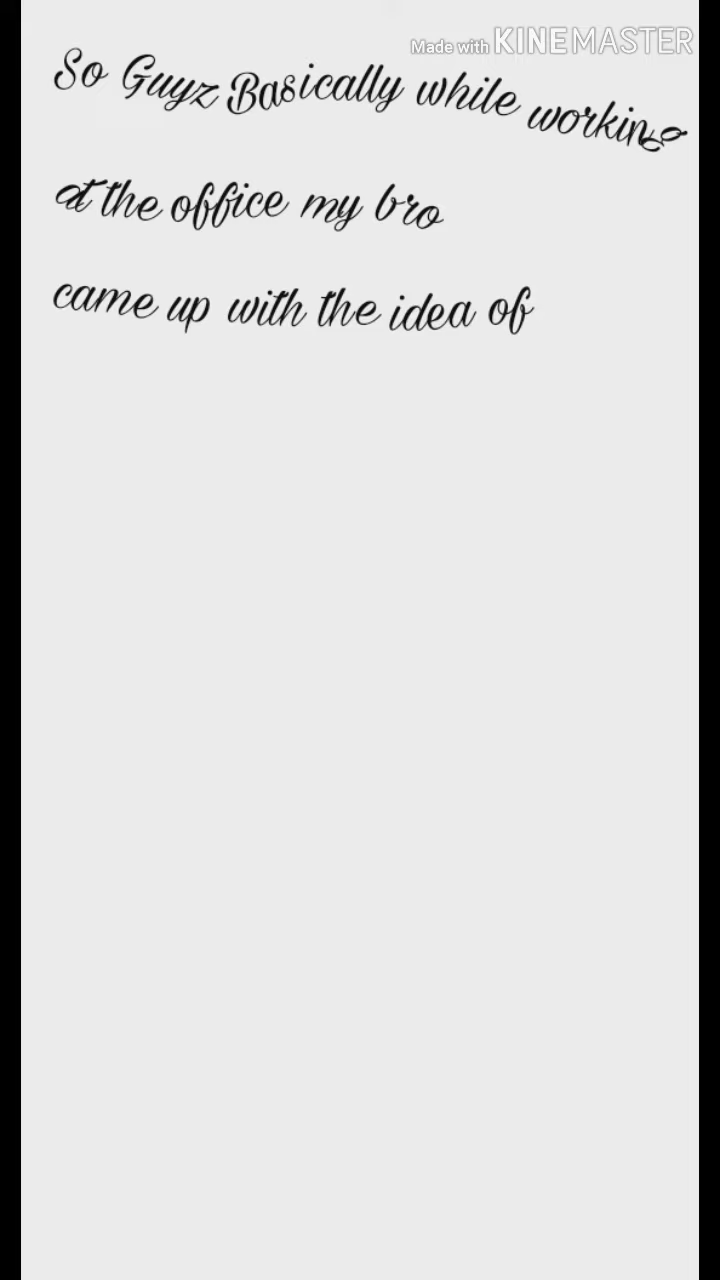 Made with KINEMASTER
So Guyz Basically while working
at the office my bro
came up with the idea of